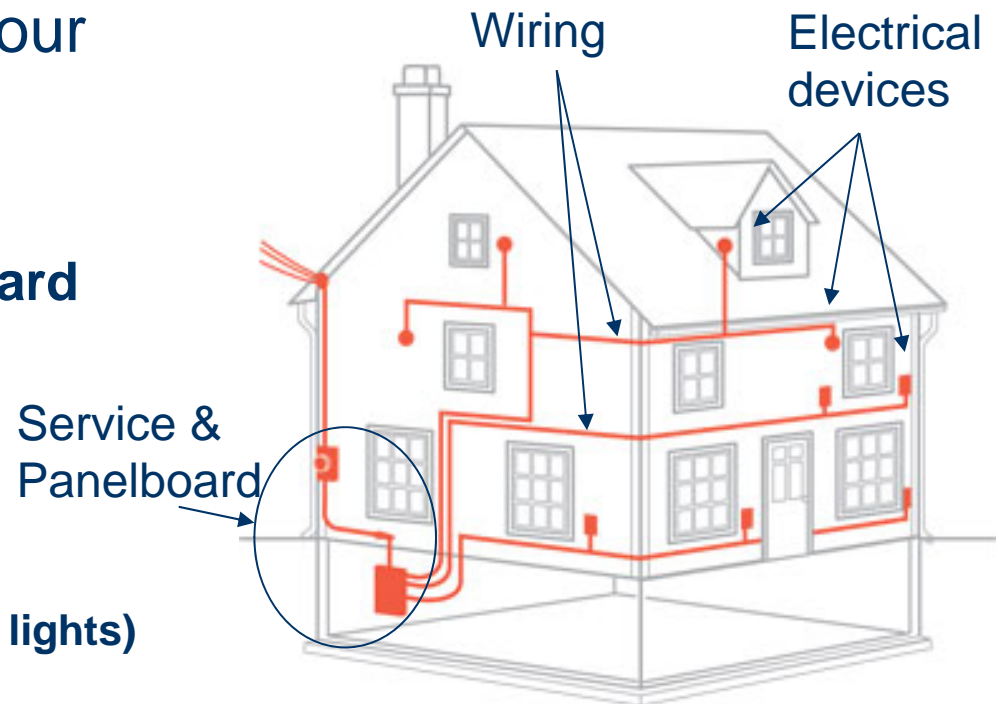 our
Wiring
Electrical
devices
ard
Service &
Panelboard
lights)